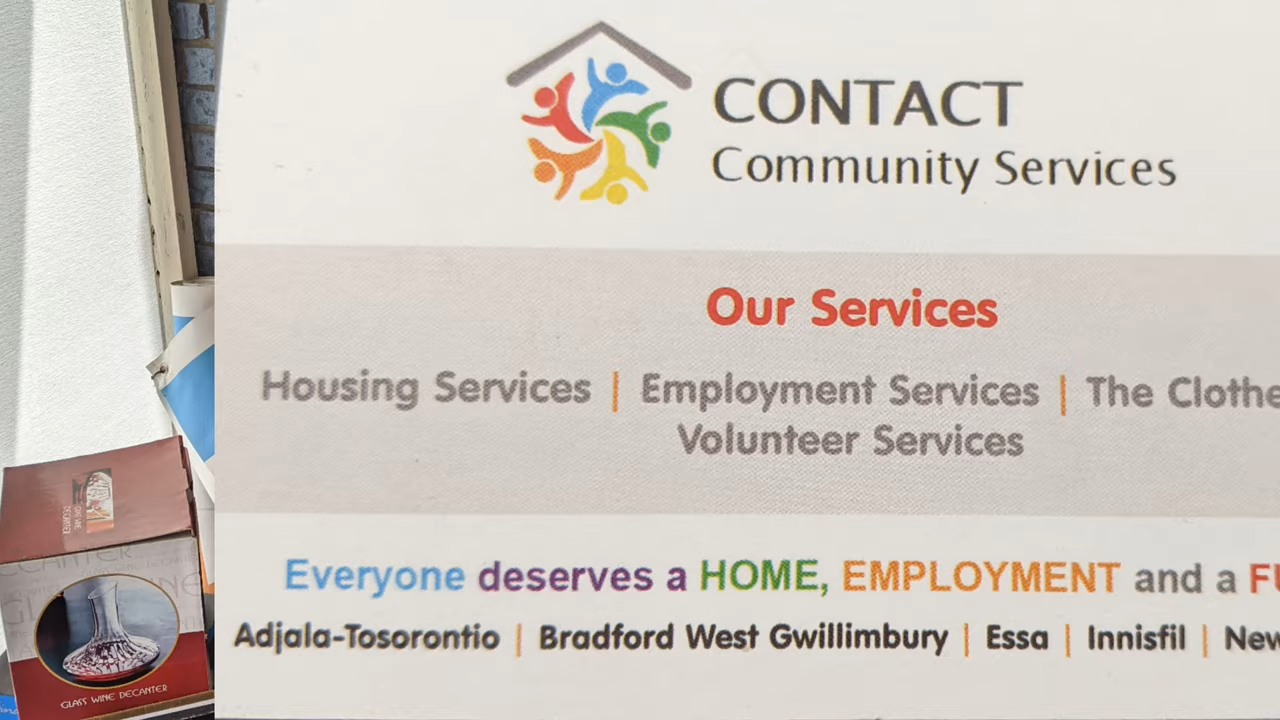 CONTACT
Community Services
Our Services
Housing Services | Employment Services | The Clothe
Volunteer Services
Everyone deserves a HOME, EMPLOYMENT and a FU
Adjala-Tosorontio | Bradford West Gwillimbury | Essa | Innisfil | New
DECANTER
GLASS WINE DECANTER